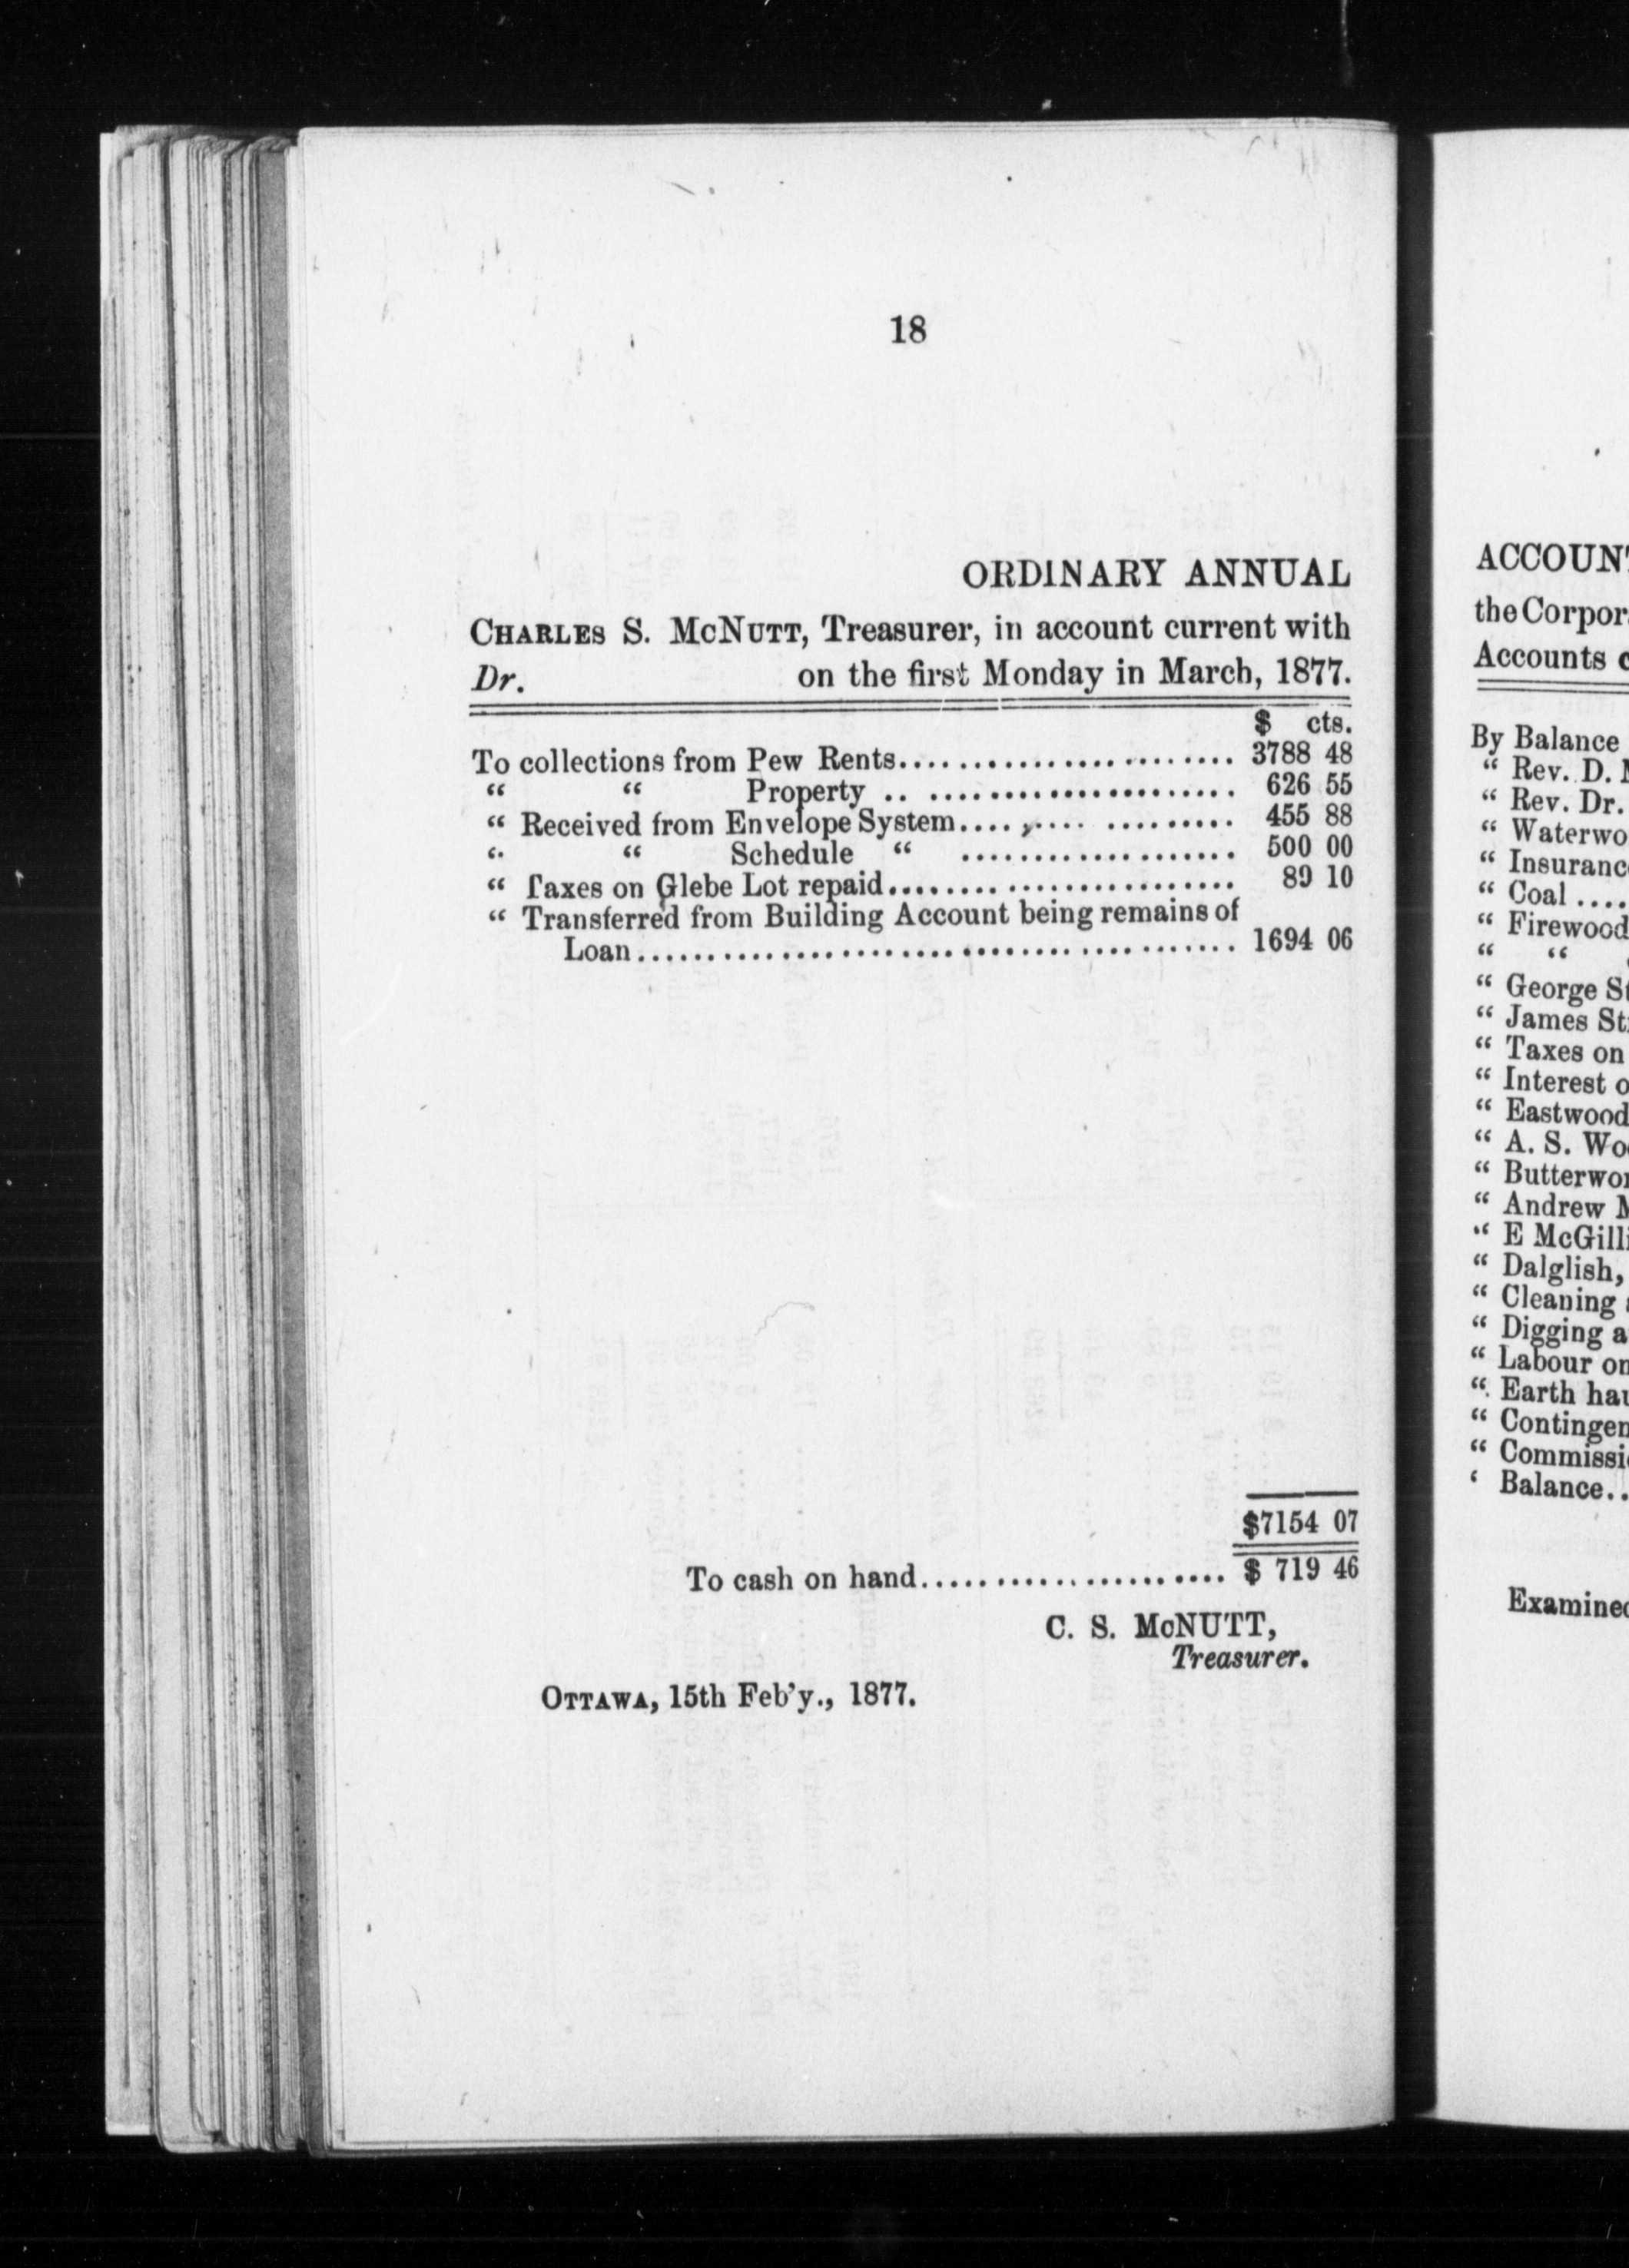 18
ORDINARY ANNUAL
CHARLES S. MCNUTT, Treasurer, in account current with
Dr. on the first Monday in March, 1877.
$ cts.
To collections from Pew Rents........................ 3788 48
“ “ Property .. ..................... 626 55
“ Received from Envelope System.... .... ......... 455 88
“ “ Schedule “ ................... 500 00
“ Taxes on Glebe Lot repaid........................ 89 10
“ Transferred from Building Account being remains of
Loan........................................ 1694 06
$7154 07
To cash on hand...................... $ 719 46
C. S. MCNUTT,
Treasurer.
OTTAWA, 15th Feb’y., 1877.
ACCOUNT
the Corpor
Accounts
By Balance
“ Rev. D.
“ Rev. Dr.
“ Waterwo
“ Insuranc
“ Coal ....
“ Firewood
“ “
“ George St
“ James St
“ Taxes on
“ Interest o
“ Eastwood
“ A. S. Wo
“ Butterwor
“ Andrew M
“ E McGilli
“ Dalglish,
“ Cleaning
“ Digging a
“ Labour on
“ Earth hau
“ Contingen
“ Commissi
‘ Balance..
Examined